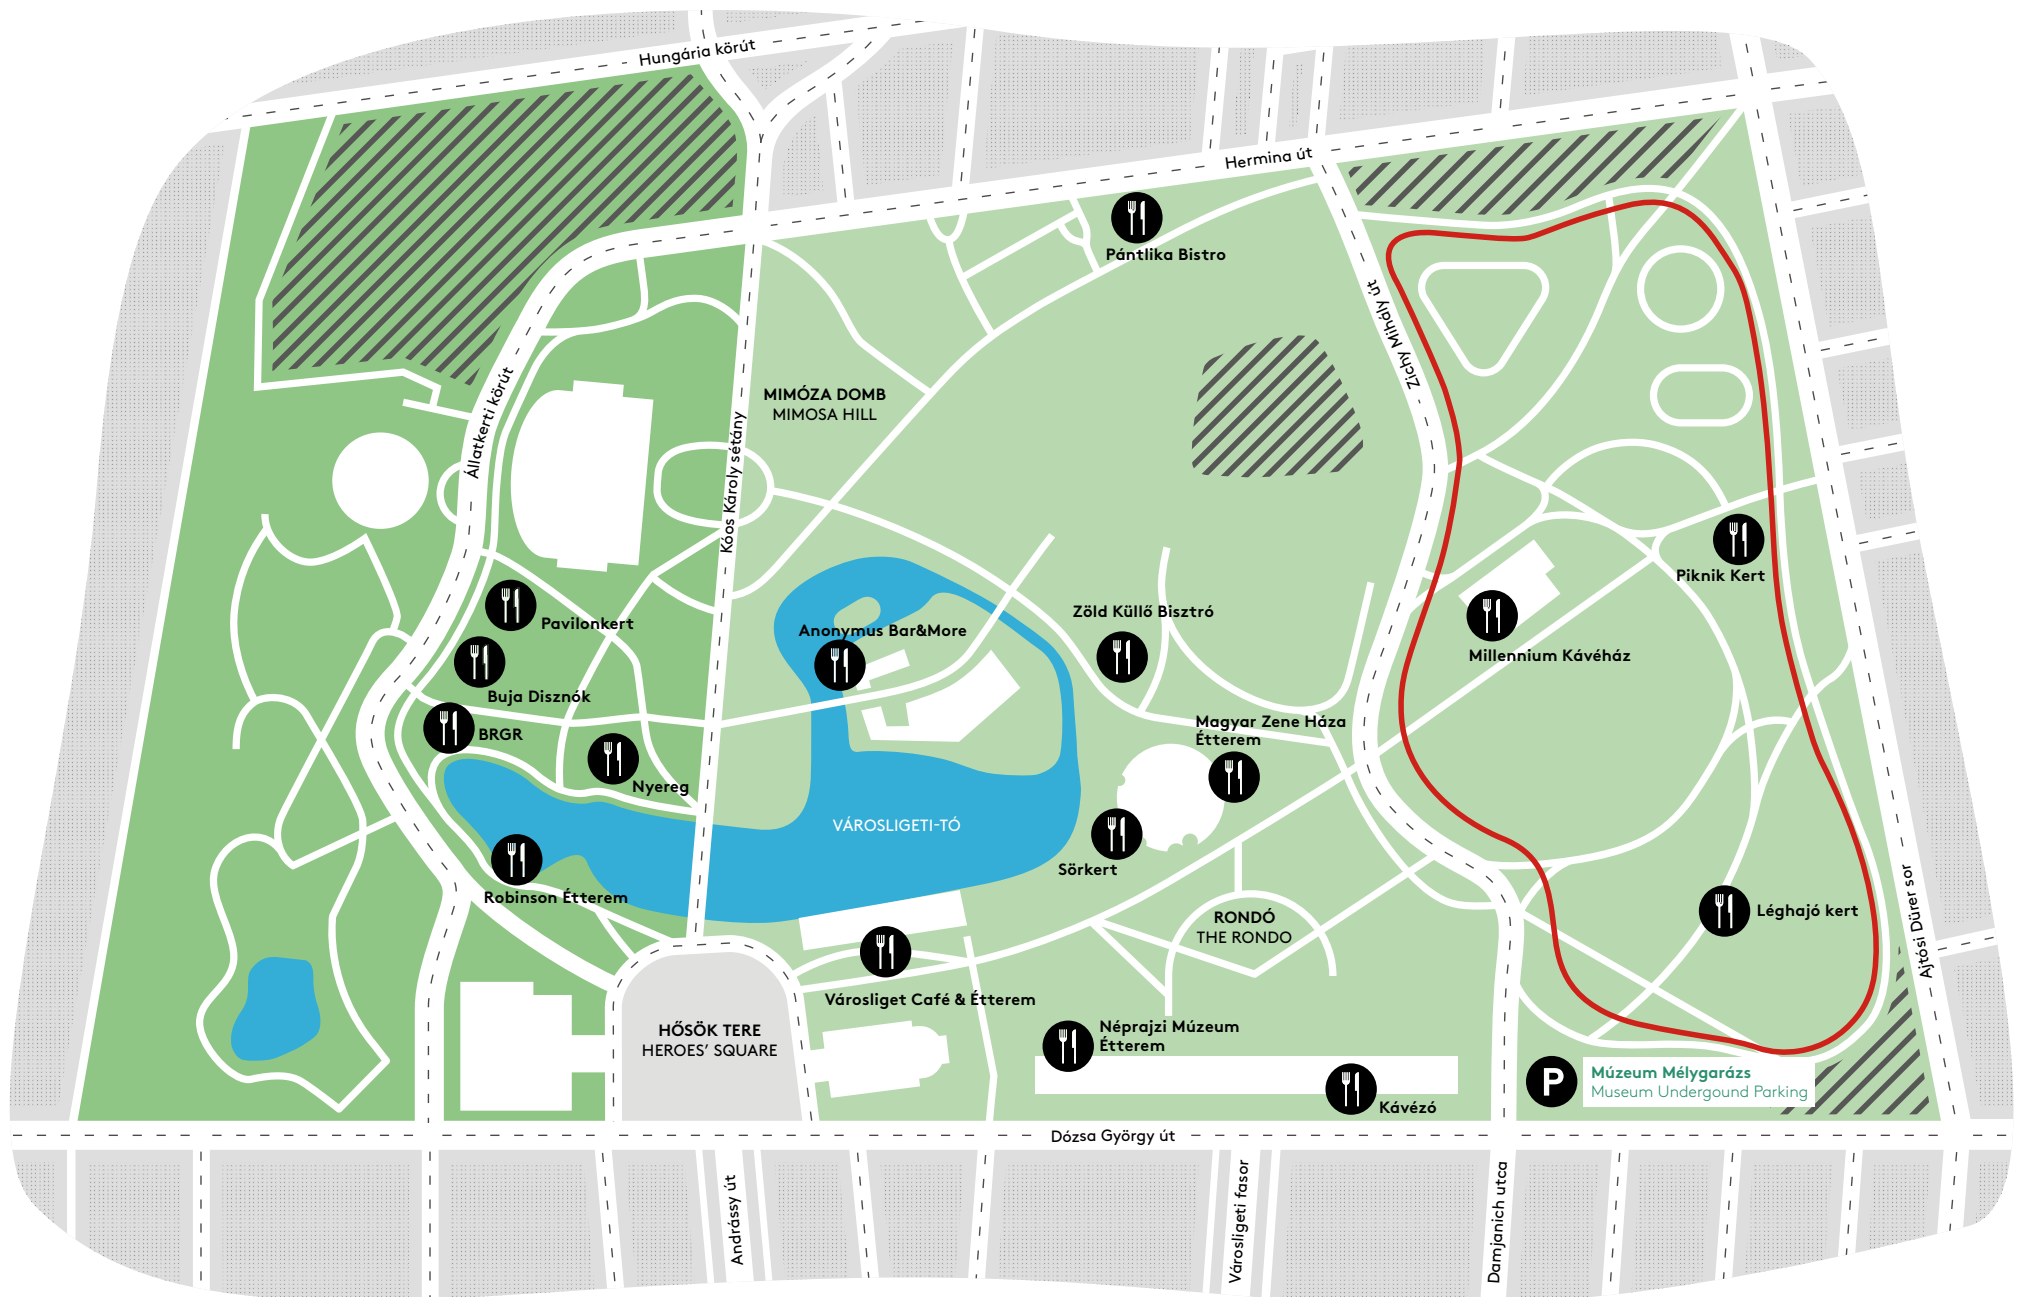 Hungária körút
Hermina út
Pántlika Bistro
Zichy Mihály út
Állatkerti körút
MIMÓZA DOMB
MIMOSA HILL
Kóos Károly sétány
Piknik Kert
Pavilonkert
Anonymus Bar&More
Zöld Küllő Bisztró
Millennium Kávéház
Buja Disznók
BRGR
Magyar Zene Háza
Étterem
Nyereg
VÁROSLIGETI-TÓ
Sörkert
Robinson Étterem
RONDÓ
THE RONDO
Léghajó kert
Ajtósi Dürer sor
Városliget Café & Étterem
HŐSÖK TERE
HEROES' SQUARE
Néprajzi Múzeum
Étterem
Kávézó
P
Múzeum Mélygarázs
Museum Undergound Parking
Dózsa György út
Andrássy út
Városligeti fasor
Damjanich utca